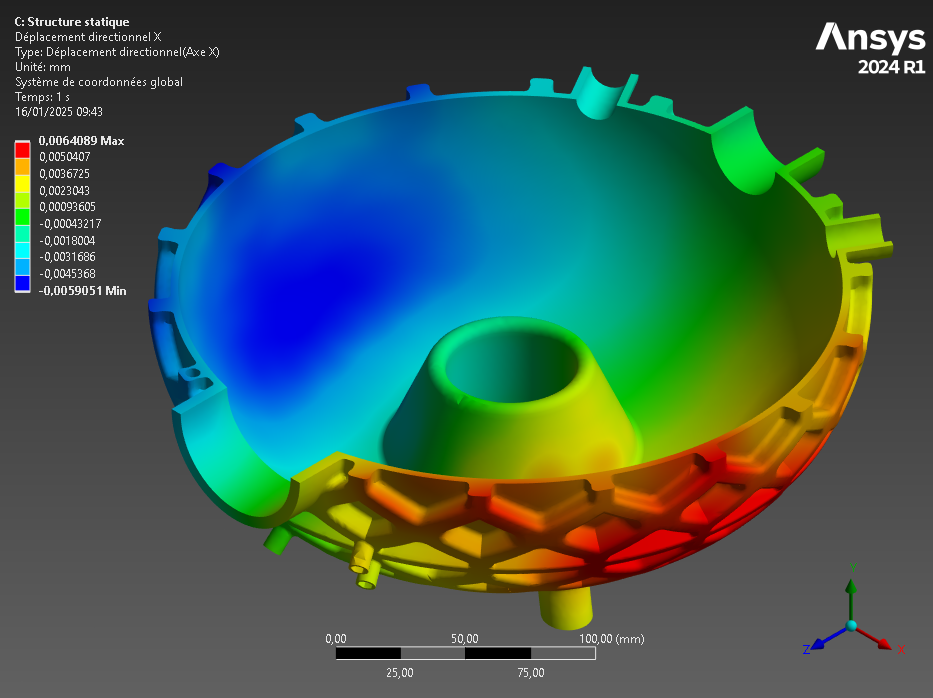 C: Structure statique
Déplacement directionnel X
Type: Déplacement directionnel(Axe X)
Unité: mm
Système de coordonnées global
Temps: 1 s
16/01/2025 09:43
Ansys
2024 R1
0,0064089 Max
0,0050407
0,0036725
0,0023043
0,00093605
-0,00043217
-0,0018004
-0,0031686
-0,0045368
-0,0059051 Min
0,00 50,00 100,00 (mm)
25,00 75,00
Y
Z X